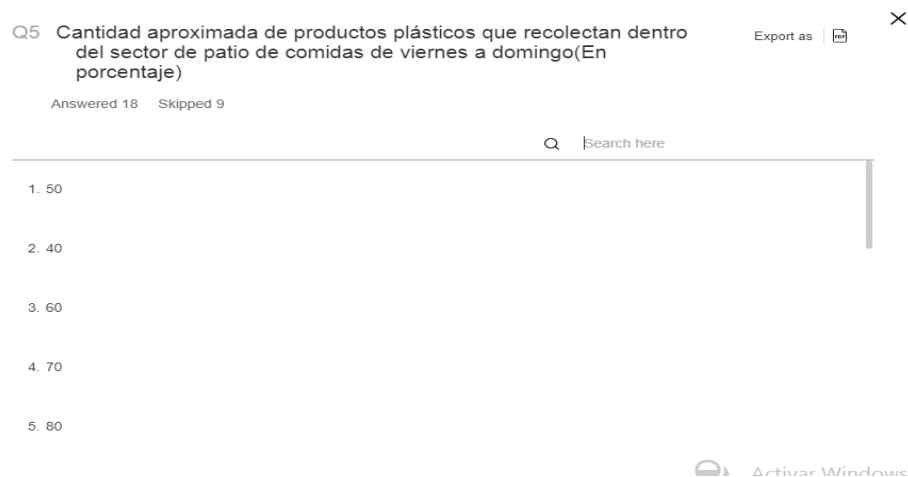 Q5 Cantidad aproximada de productos plásticos que recolectan dentro
del sector de patio de comidas de viernes a domingo(En
porcentaje)
Export as PDF
Answered 18 Skipped 9
Search here
1. 50
2. 40
3. 60
4. 70
5. 80
Activar Windows